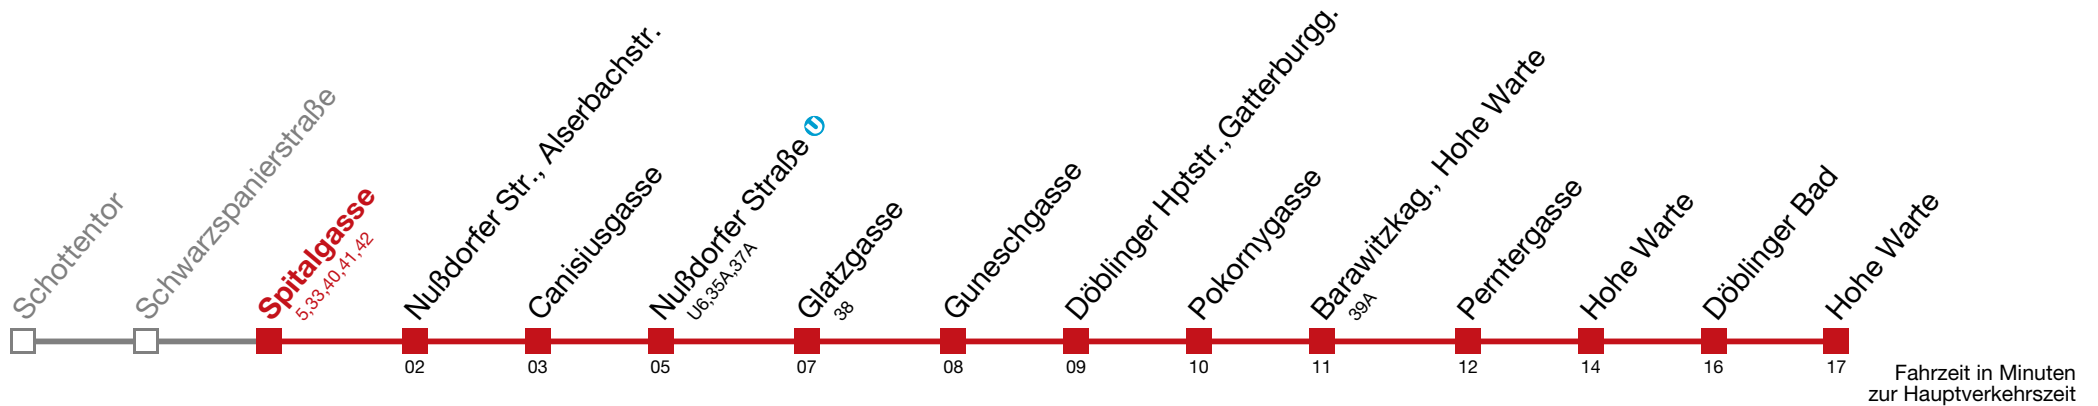 Schottentor
Schwarzspanierstraße
Spitalgasse
5,33,40,41,42
Nußdorfer Str., Alserbachstr.
Canisiusgasse
Nußdorfer Straße U
U6,35A,37A
Glatzgasse
38
Guneschgasse
Döblinger Hptstr.,Gatterburgg.
Pokornygasse
Barawitzkag., Hohe Warte
39A
Perntergasse
Hohe Warte
Döblinger Bad
Hohe Warte
02 03 05 07 08 09 10 11 12 14 16 17
Fahrzeit in Minuten
zur Hauptverkehrszeit